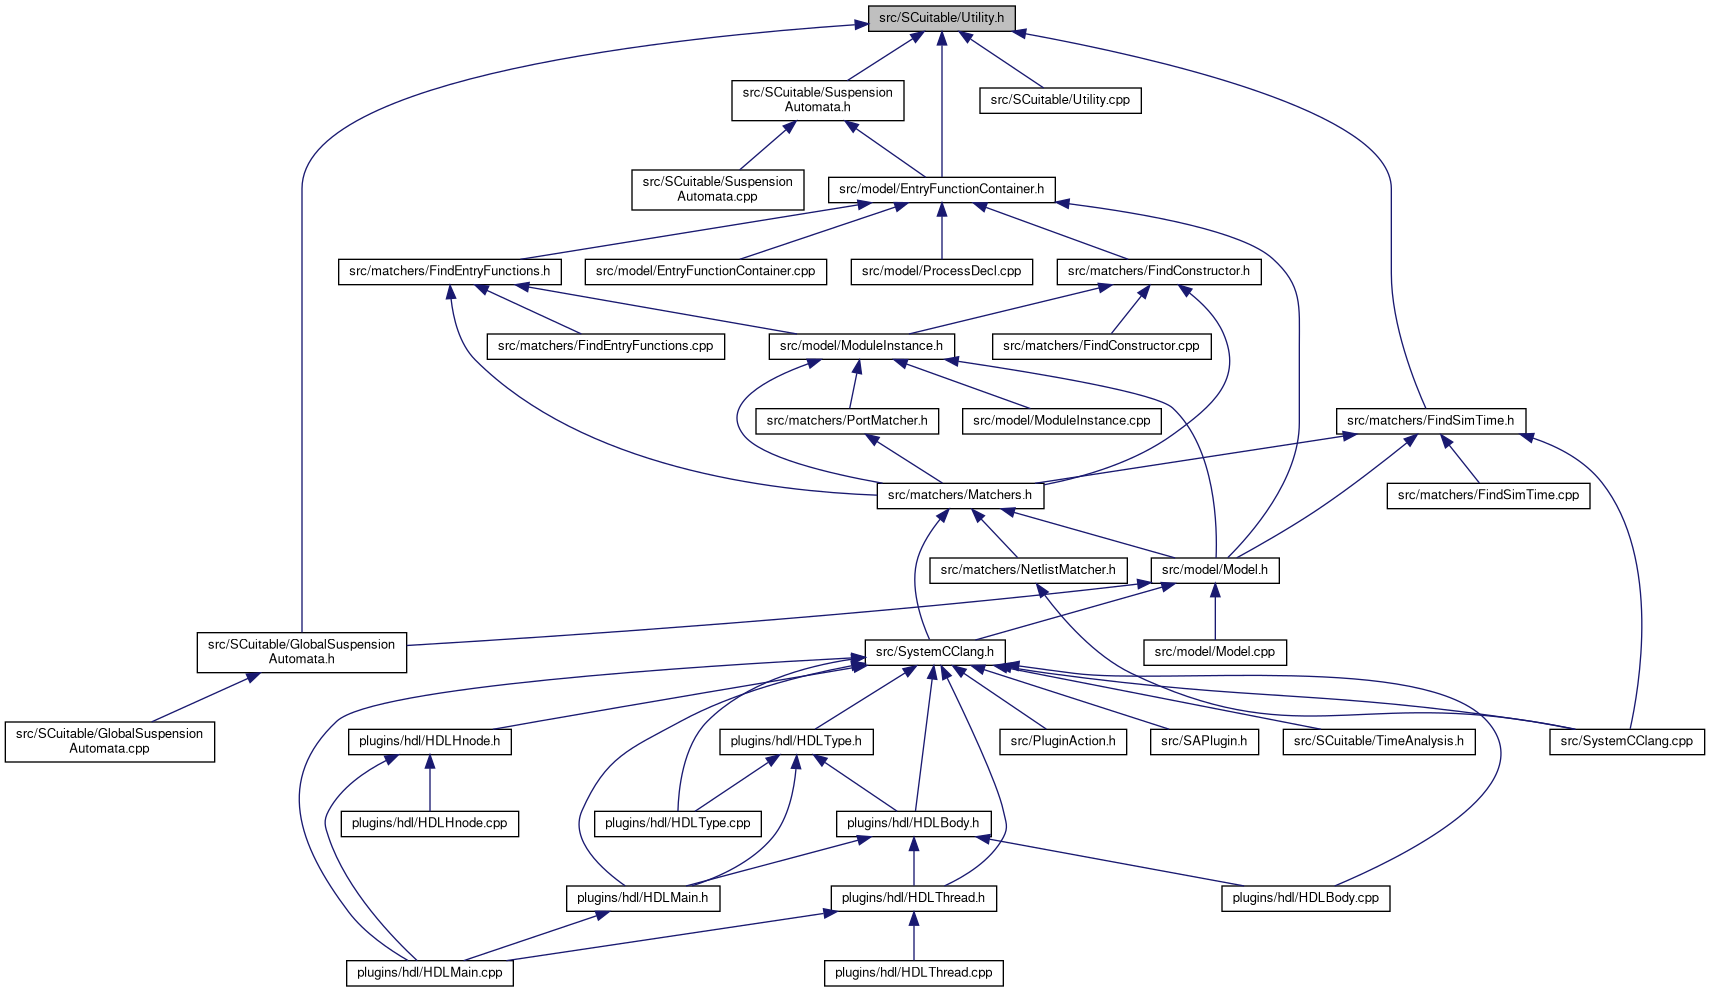 src/SCuitable/Utility.h
src/SCuitable/Suspension
Automata.h
src/SCuitable/Utility.cpp
src/SCuitable/Suspension
Automata.cpp
src/model/EntryFunctionContainer.h
src/matchers/FindEntryFunctions.h
src/model/EntryFunctionContainer.cpp
src/model/ProcessDecl.cpp
src/matchers/FindConstructor.h
src/matchers/FindEntryFunctions.cpp
src/model/ModuleInstance.h
src/matchers/FindConstructor.cpp
src/matchers/PortMatcher.h
src/model/ModuleInstance.cpp
src/matchers/FindSimTime.h
src/matchers/Matchers.h
src/matchers/FindSimTime.cpp
src/matchers/NetlistMatcher.h
src/model/Model.h
src/SCuitable/GlobalSuspension
Automata.h
src/SystemCClang.h
src/model/Model.cpp
src/SCuitable/GlobalSuspension
Automata.cpp
plugins/hdl/HDLHnode.h
plugins/hdl/HDLType.h
src/PluginAction.h
src/SAPlugin.h
src/SCuitable/TimeAnalysis.h
src/SystemCClang.cpp
plugins/hdl/HDLHnode.cpp
plugins/hdl/HDLType.cpp
plugins/hdl/HDLBody.h
plugins/hdl/HDLMain.h
plugins/hdl/HDLThread.h
plugins/hdl/HDLBody.cpp
plugins/hdl/HDLMain.cpp
plugins/hdl/HDLThread.cpp